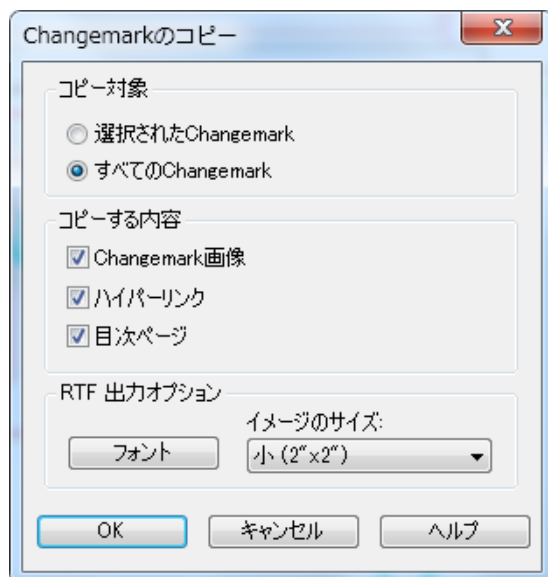 Changemarkのコピー
コピー対象
選択されたChangemark
すべてのChangemark
コピーする内容
Changemark画像
ハイパーリンク
目次ページ
RTF 出力オプション
イメージのサイズ:
フォント
小 (2"x2")
OK
キャンセル
ヘルプ